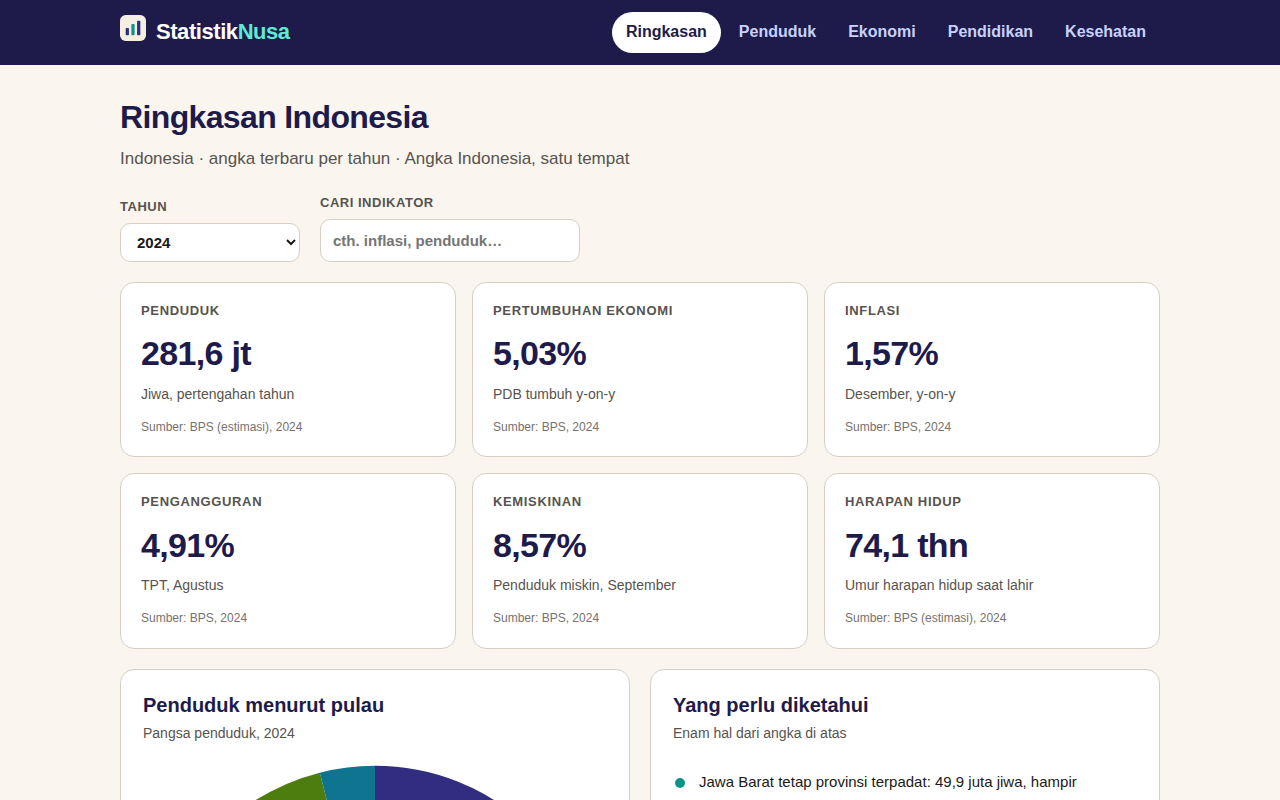 StatistikNusa
Ringkasan
Penduduk
Ekonomi
Pendidikan
Kesehatan
Ringkasan Indonesia
Indonesia · angka terbaru per tahun · Angka Indonesia, satu tempat
TAHUN
2024
CARI INDIKATOR
cth. inflasi, penduduk…
PENDUDUK
281,6 jt
Jiwa, pertengahan tahun
Sumber: BPS (estimasi), 2024
PERTUMBUHAN EKONOMI
5,03%
PDB tumbuh y-on-y
Sumber: BPS, 2024
INFLASI
1,57%
Desember, y-on-y
Sumber: BPS, 2024
PENGANGGURAN
4,91%
TPT, Agustus
Sumber: BPS, 2024
KEMISKINAN
8,57%
Penduduk miskin, September
Sumber: BPS, 2024
HARAPAN HIDUP
74,1 thn
Umur harapan hidup saat lahir
Sumber: BPS (estimasi), 2024
Penduduk menurut pulau
Pangsa penduduk, 2024
Yang perlu diketahui
Enam hal dari angka di atas
Jawa Barat tetap provinsi terpadat: 49,9 juta jiwa, hampir